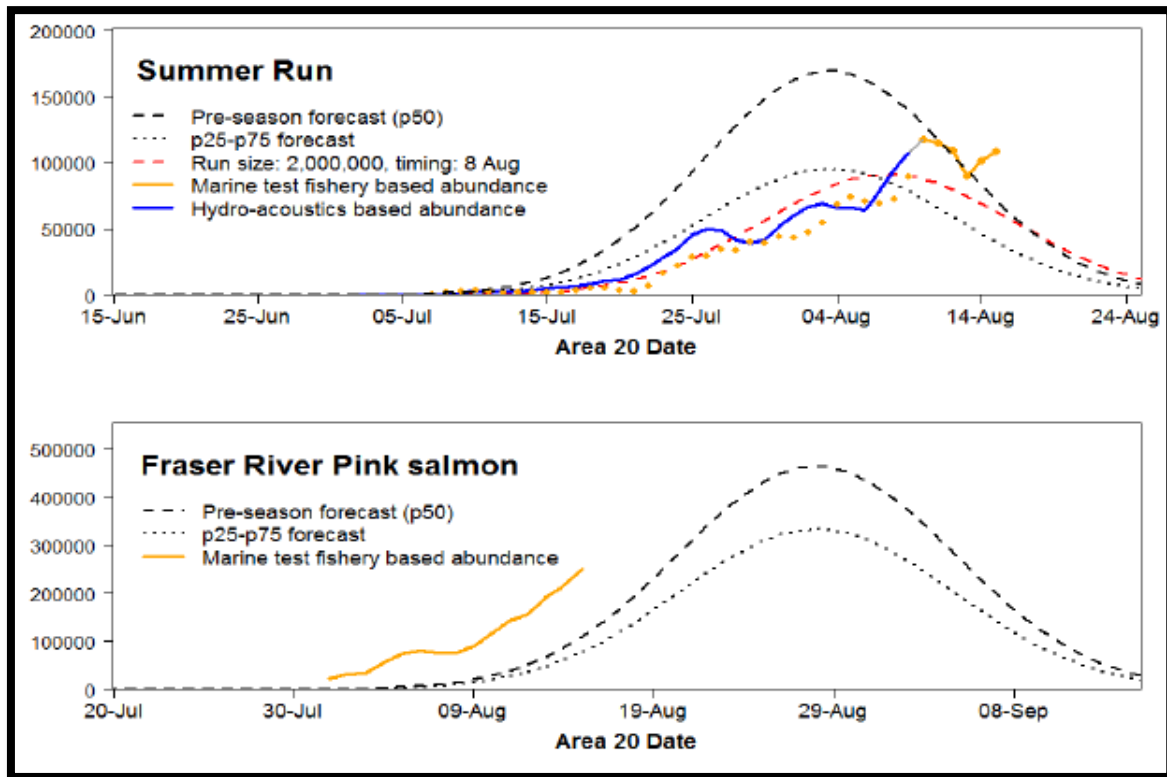 200000
Summer Run
150000
Pre-season forecast (p50)
p25-p75 forecast
100000
Run size: 2,000,000, timing: 8 Aug
Marine test fishery based abundance
Hydro-acoustics based abundance
50000
0
15-Jun 25-Jun 05-Jul 15-Jul 25-Jul 04-Aug 14-Aug 24-Aug
Area 20 Date
500000
Fraser River Pink salmon
400000
Pre-season forecast (p50)
p25-p75 forecast
300000
Marine test fishery based abundance
200000
100000
0
20-Jul 30-Jul 09-Aug 19-Aug 29-Aug 08-Sep
Area 20 Date